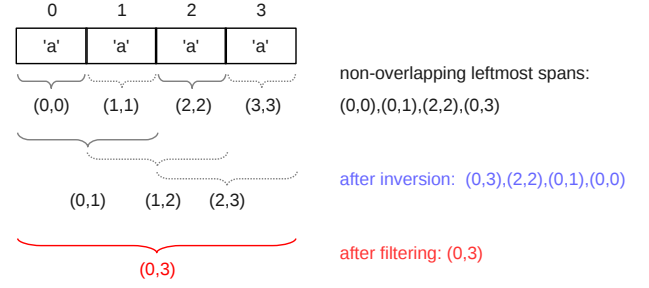 0 1 2 3
'a' 'a' 'a' 'a'
non-overlapping leftmost spans:
(0,0) (1,1) (2,2) (3,3)
(0,0),(0,1),(2,2),(0,3)
after inversion: (0,3),(2,2),(0,1),(0,0)
(0,1) (1,2) (2,3)
after filtering: (0,3)
(0,3)